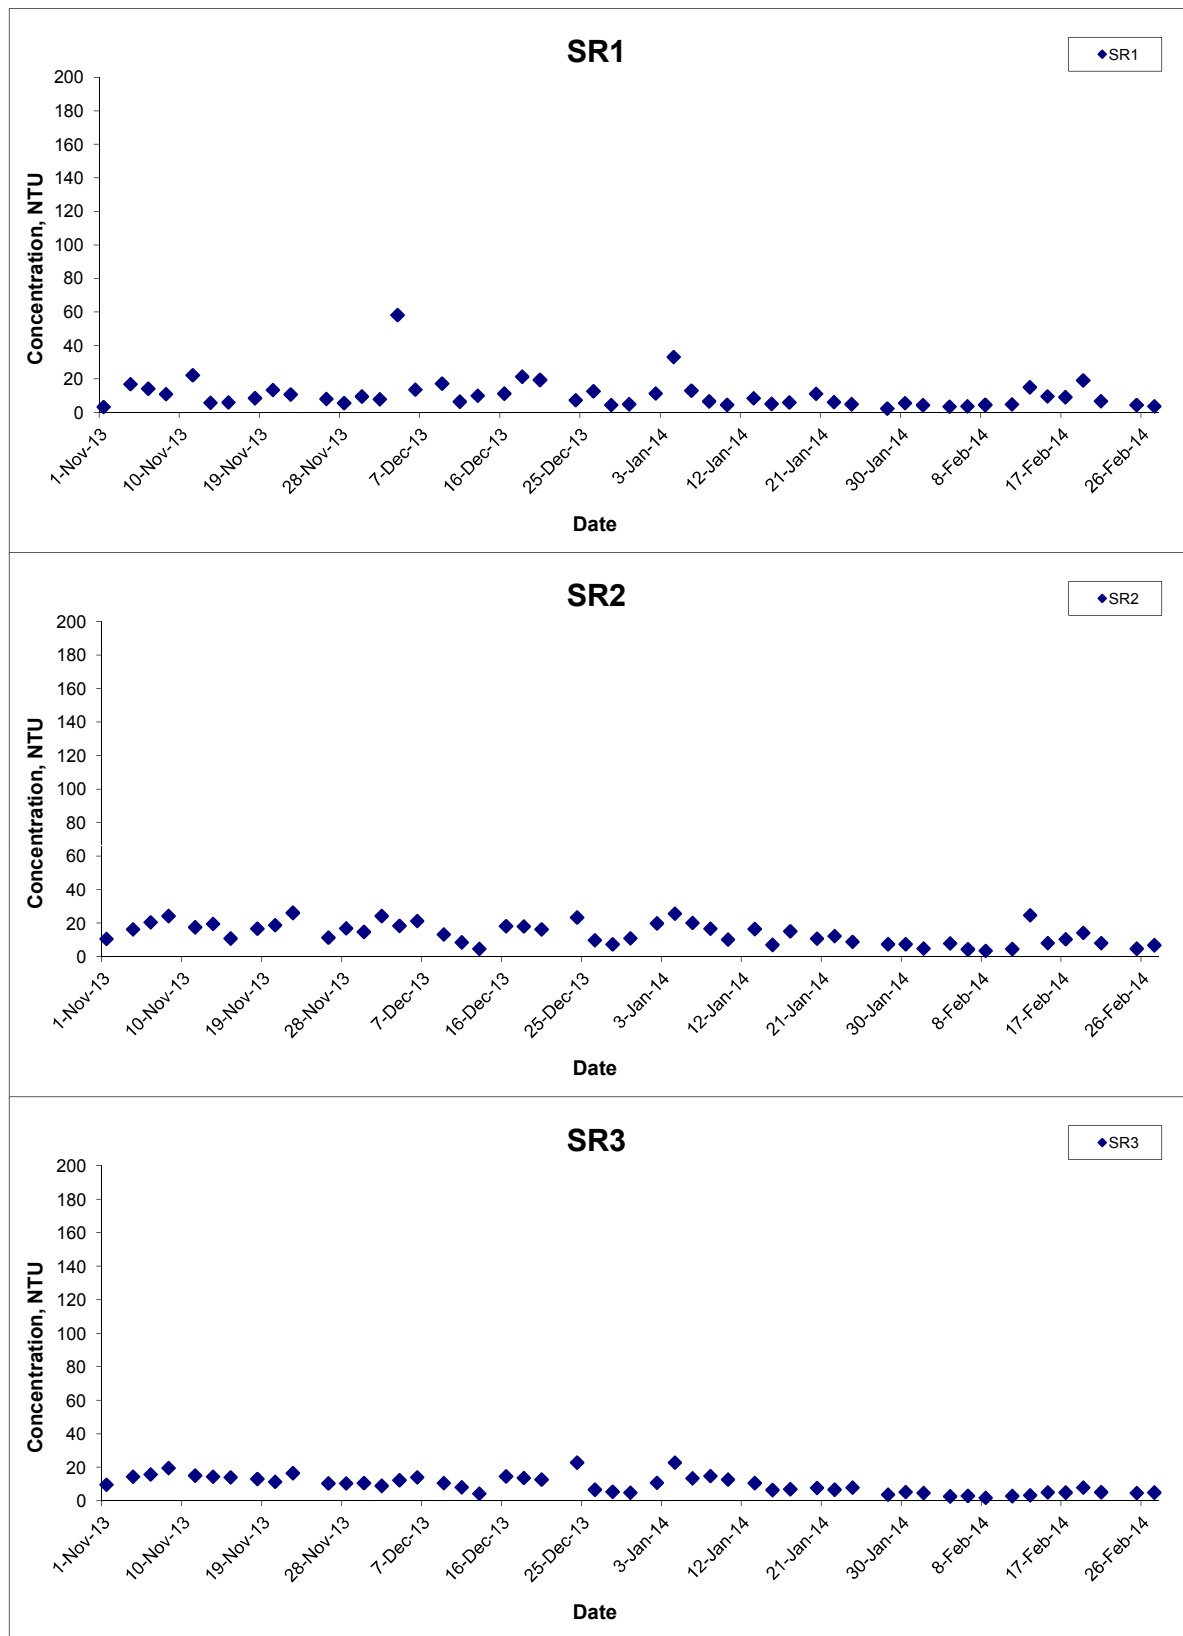 SR1
SR1
200
180
160
140
120
100
80
60
40
20
0
Concentration, NTU
1-Nov-13
10-Nov-13
19-Nov-13
28-Nov-13
7-Dec-13
16-Dec-13
25-Dec-13
3-Jan-14
12-Jan-14
21-Jan-14
30-Jan-14
8-Feb-14
17-Feb-14
26-Feb-14
Date
SR2
SR2
200
180
160
140
120
100
80
60
40
20
0
Concentration, NTU
1-Nov-13
10-Nov-13
19-Nov-13
28-Nov-13
7-Dec-13
16-Dec-13
25-Dec-13
3-Jan-14
12-Jan-14
21-Jan-14
30-Jan-14
8-Feb-14
17-Feb-14
26-Feb-14
Date
SR3
SR3
200
180
160
140
120
100
80
60
40
20
0
Concentration, NTU
1-Nov-13
10-Nov-13
19-Nov-13
28-Nov-13
7-Dec-13
16-Dec-13
25-Dec-13
3-Jan-14
12-Jan-14
21-Jan-14
30-Jan-14
8-Feb-14
17-Feb-14
26-Feb-14
Date